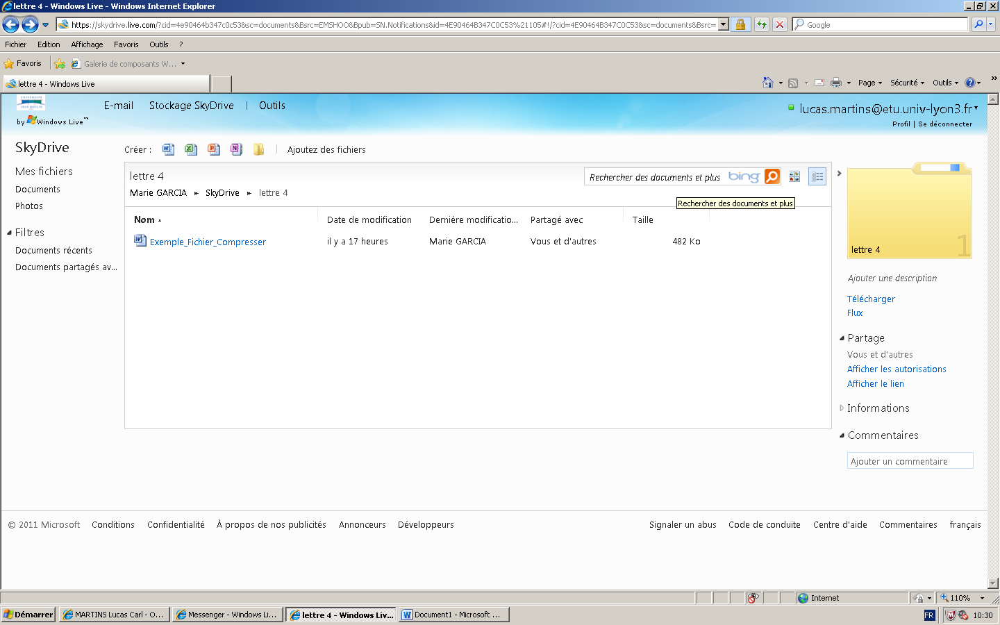 lettre 4 - Windows Live - Windows Internet Explorer
https://skydrive.live.com/?cid=4e90464b347c0c53&sc=documents&Bsrc=EMSHOO&Bpub=SN.Notifications&id=4E90464B347C0C53%21105#!/?cid=4E90464B347C0C53&sc=documents&Bsrc=
Google
Fichier Edition Affichage Favoris Outils ?
Favoris Galerie de composants W...
lettre 4 - Windows Live
Page Sécurité Outils »
E-mail Stockage SkyDrive | Outils
lucas.martins@etu.univ-lyon3.fr
by Windows Live™
Profil | Se déconnecter
SkyDrive
Créer : Ajoutez des fichiers
Mes fichiers
Documents
Photos
Filtres
Documents récents
Documents partagés av...
lettre 4
Rechercher des documents et plus bing
Marie GARCIA ► SkyDrive ► lettre 4
Rechercher des documents et plus
Nom Date de modification Dernière modificatio... Partagé avec Taille
Exemple_Fichier_Compresser il y a 17 heures Marie GARCIA Vous et d'autres 482 Ko
lettre 4 1
Ajouter une description
Télécharger
Flux
Partage
Vous et d'autres
Afficher les autorisations
Afficher le lien
Informations
Commentaires
Ajouter un commentaire
© 2011 Microsoft Conditions Confidentialité À propos de nos publicités Annonceurs Développeurs Signaler un abus Code de conduite Centre d'aide Commentaires français
Internet 110%
Démarrer MARTINS Lucas Carl - O... Messenger - Windows Li... lettre 4 - Windows Liv... Document1 - Microsoft ... FR 10:30